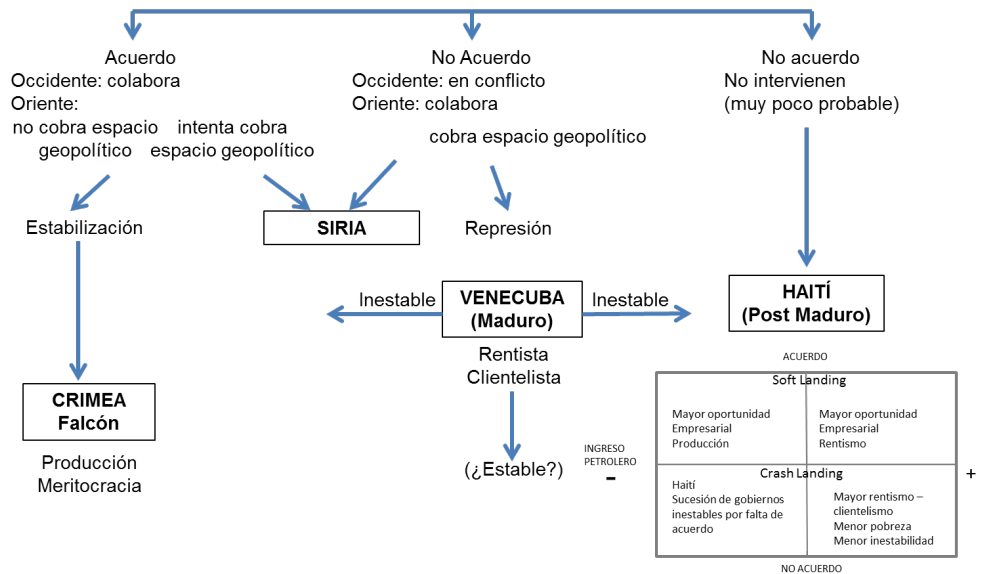 Acuerdo
Occidente: colabora
Oriente:
no cobra espacio
geopolítico
intenta cobra
espacio geopolítico
No Acuerdo
Occidente: en conflicto
Oriente: colabora
cobra espacio geopolítico
No acuerdo
No intervienen
(muy poco probable)
Estabilización
SIRIA
Represión
Inestable
VENECUBA
(Maduro)
Inestable
HAITÍ
(Post Maduro)
Rentista
Clientelista
CRIMEA
Falcón
Producción
Meritocracia
(¿Estable?)
ACUERDO
Soft Landing
Mayor oportunidad
Empresarial
Producción
Mayor oportunidad
Empresarial
Rentismo
INGRESO
PETROLERO
-
+
Crash Landing
Haití
Sucesión de gobiernos
inestables por falta de
acuerdo
Mayor rentismo –
clientelismo
Menor pobreza
Menor inestabilidad
NO ACUERDO